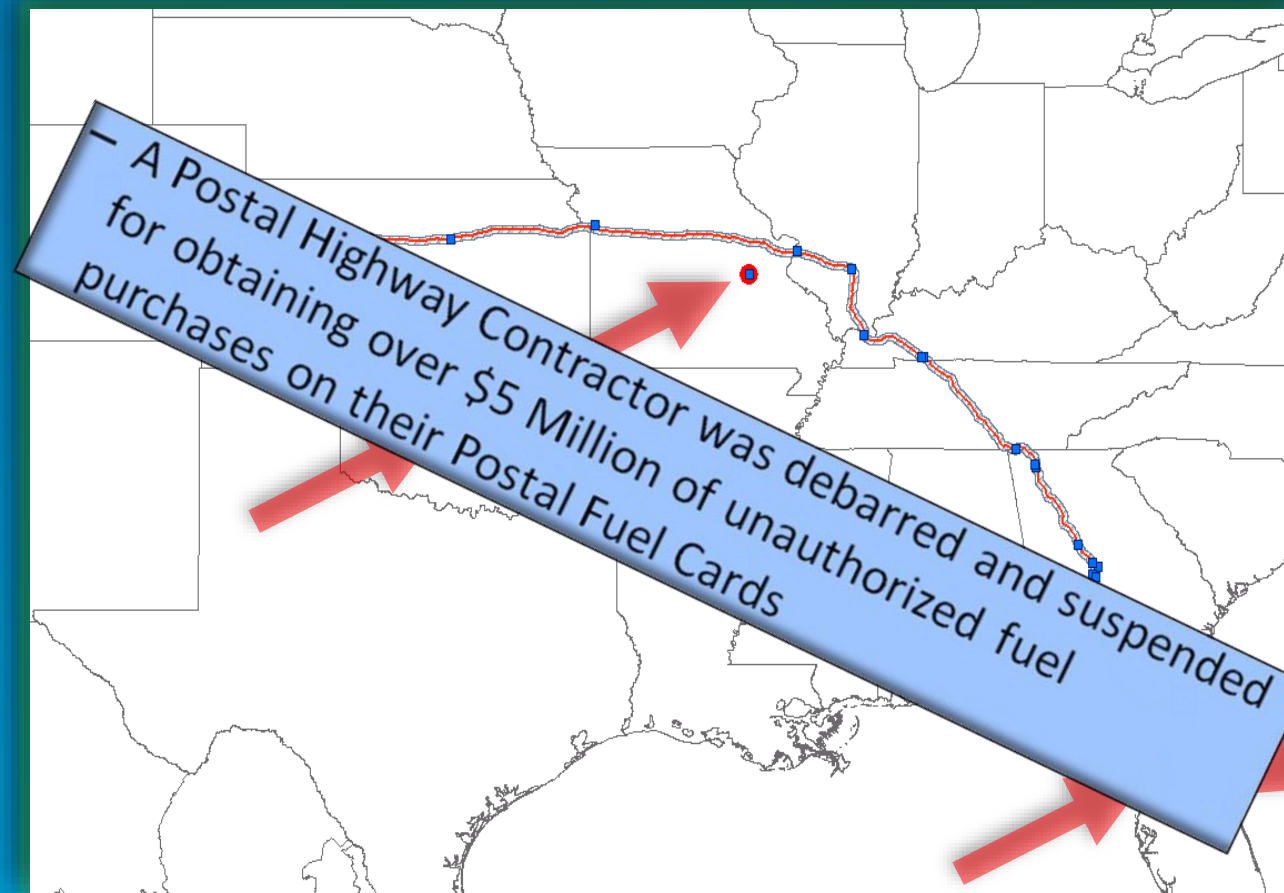 – A Postal Highway Contractor was debarred and suspended
for obtaining over $5 Million of unauthorized fuel
purchases on their Postal Fuel Cards